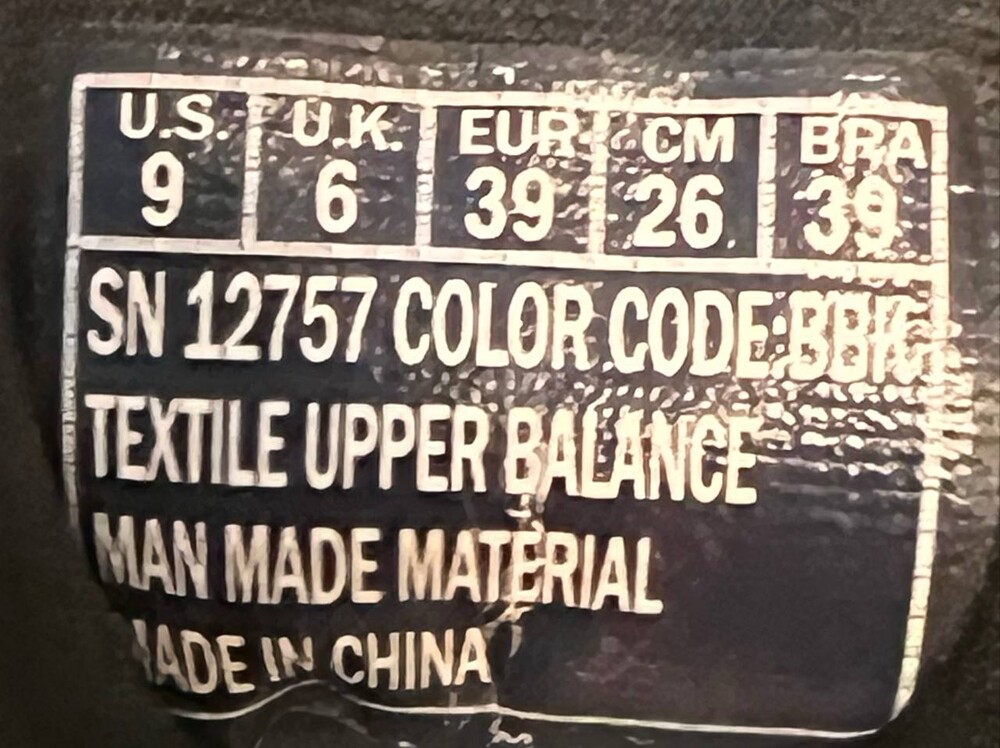 U.S. U.K. EUR CM BRA
9 6 39 26 39
SN 12757 COLOR CODE:
TEXTILE UPPER BALANCE
MAN MADE MATERIAL
MADE IN CHINA